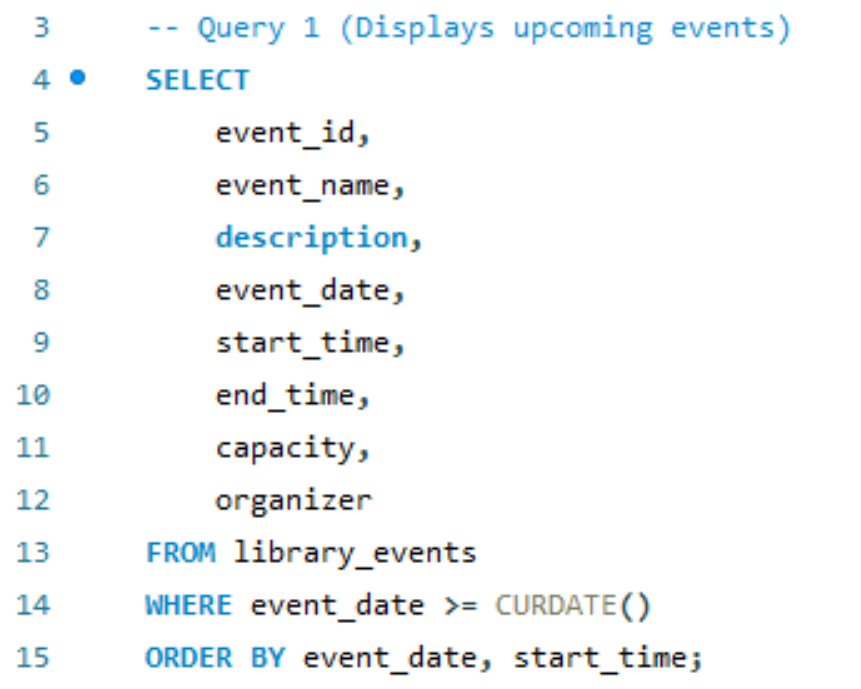 3 -- Query 1 (Displays upcoming events)
4 SELECT
5 event_id,
6 event_name,
7 description,
8 event_date,
9 start_time,
10 end_time,
11 capacity,
12 organizer
13 FROM library_events
14 WHERE event_date >= CURDATE()
15 ORDER BY event_date, start_time;